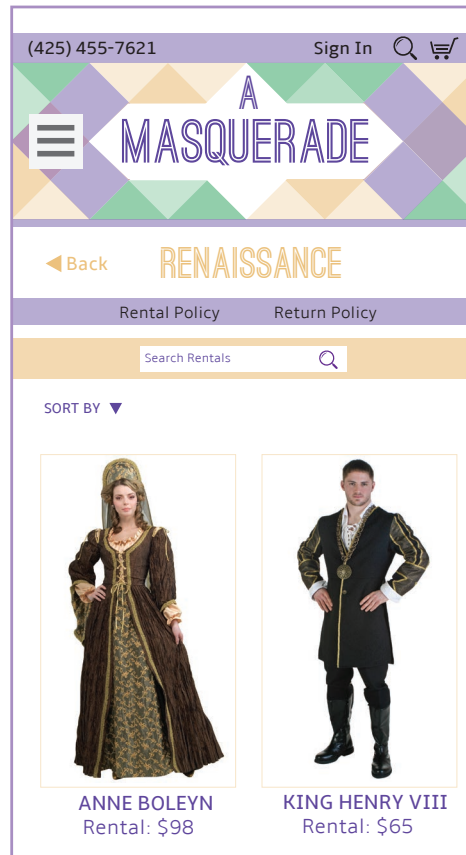 (425) 455-7621 Sign In
A
MASQUERADE
Back RENAISSANCE
Rental Policy Return Policy
Search Rentals
SORT BY
ANNE BOLEYN KING HENRY VIII
Rental: $98 Rental: $65